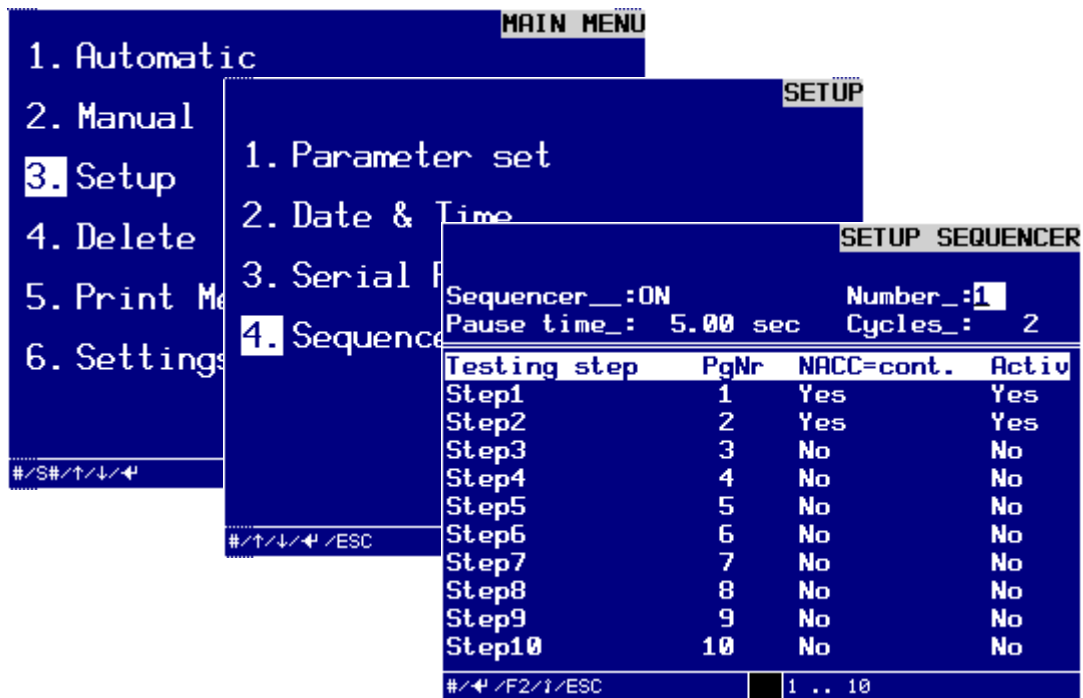 MAIN MENU
1. Automatic
2. Manual
3. Setup
4. Delete
5. Print
6. Settings
#/S#/↑/↓/↵
SETUP
1. Parameter set
2. Date & Time
3. Serial
4. Sequence
#/↑/↓/↵ /ESC
SETUP SEQUENCER
Sequencer__:ON Number_:1
Pause time_: 5.00 sec Cycles_: 2
Testing step PgNr NACC=cont. Activ
Step1 1 Yes Yes
Step2 2 Yes Yes
Step3 3 No No
Step4 4 No No
Step5 5 No No
Step6 6 No No
Step7 7 No No
Step8 8 No No
Step9 9 No No
Step10 10 No No
#/↵ /F2/↕/ESC 1 .. 10